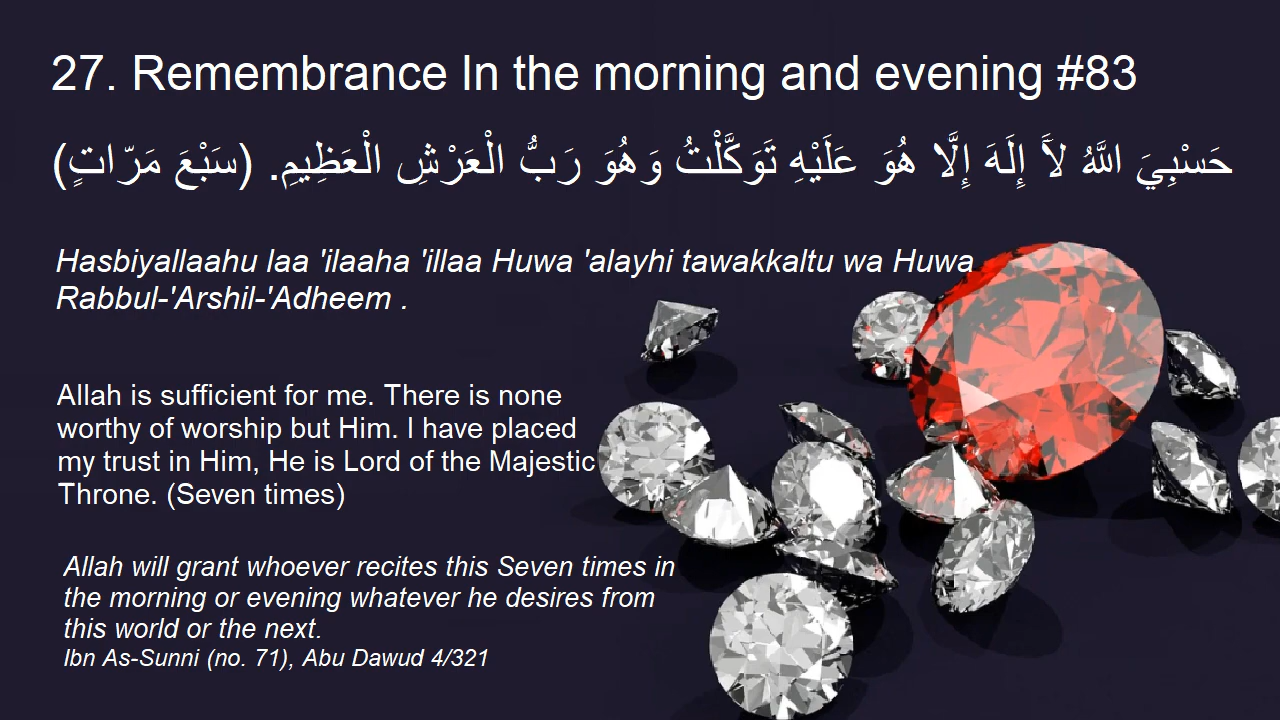 27. Remembrance In the morning and evening #83
حَسْبِيَ اللَّهُ لَآ إِلَهَ إِلَّا هُوَ عَلَيْهِ تَوَكَّلْتُ وَهُوَ رَبُّ الْعَرْشِ الْعَظِيمِ. (سَبْعَ مَرّاتٍ)
Hasbiyallaahu laa 'ilaaha 'illaa Huwa 'alayhi tawakkaltu wa Huwa
Rabbul-'Arshil-'Adheem .
Allah is sufficient for me. There is none
worthy of worship but Him. I have placed
my trust in Him, He is Lord of the Majestic
Throne. (Seven times)
Allah will grant whoever recites this Seven times in
the morning or evening whatever he desires from
this world or the next.
Ibn As-Sunni (no. 71), Abu Dawud 4/321